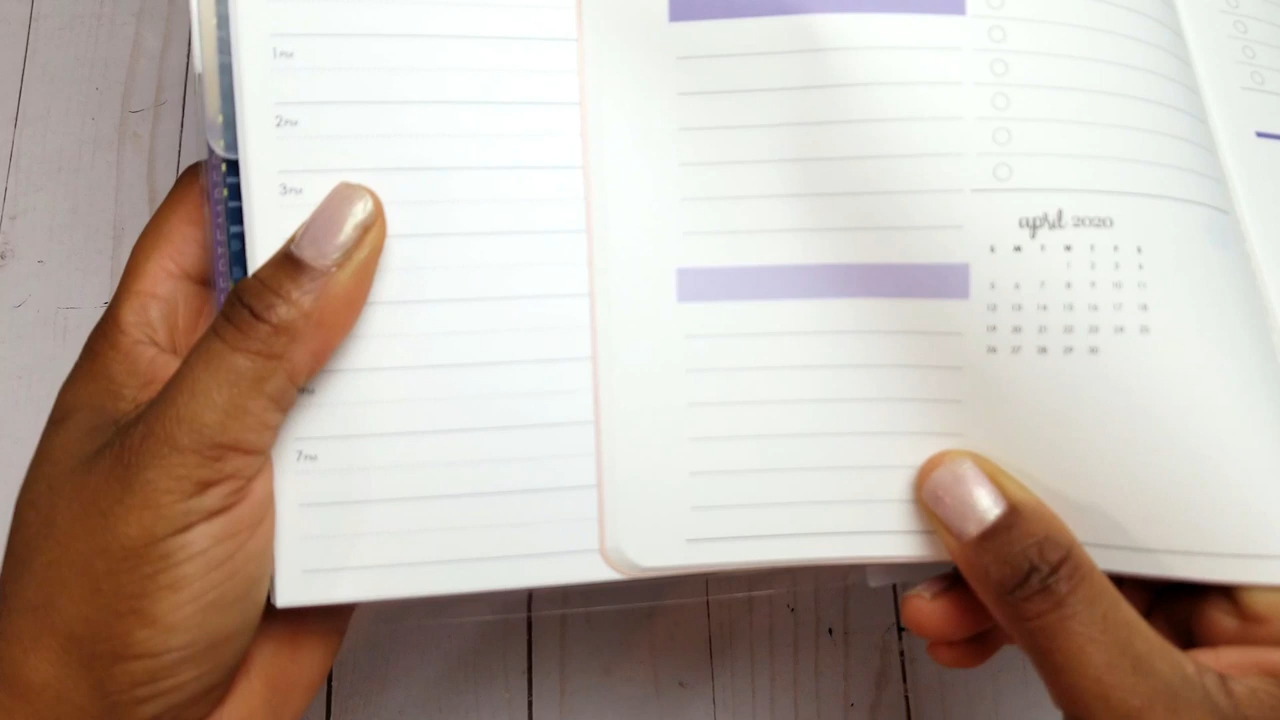 1PM
2PM
3PM
7PM
SEPTEMBER
april 2020
S M T W T F S
1 2 3 4
5 6 7 8 9 10 11
12 13 14 15 16 17 18
19 20 21 22 23 24 25
26 27 28 29 30